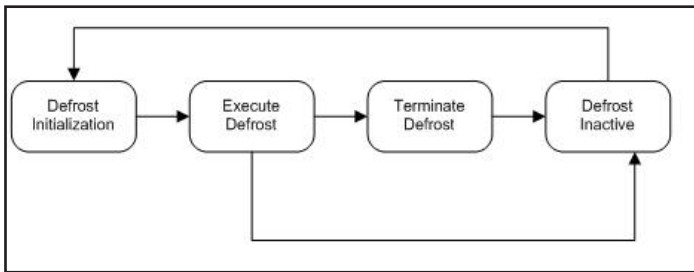 Defrost
Initialization
Execute
Defrost
Terminate
Defrost
Defrost
Inactive